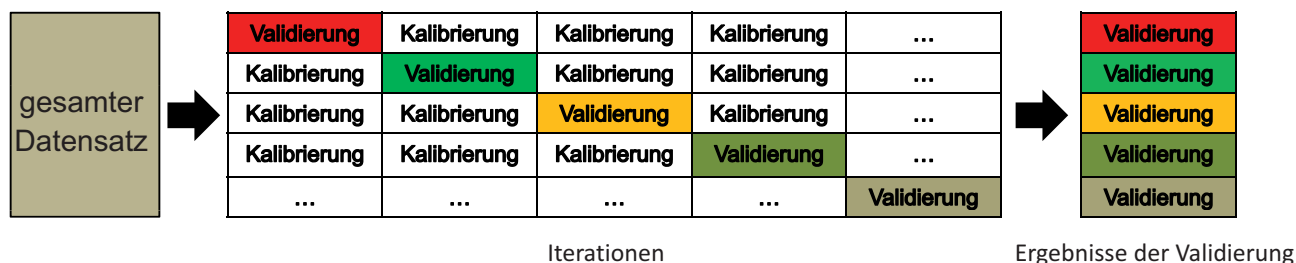 gesamter
Datensatz
Validierung Kalibrierung Kalibrierung Kalibrierung ...
Kalibrierung Validierung Kalibrierung Kalibrierung ...
Kalibrierung Kalibrierung Validierung Kalibrierung ...
Kalibrierung Kalibrierung Kalibrierung Validierung ...
... ... ... ... Validierung
Validierung
Validierung
Validierung
Validierung
Validierung
Iterationen
Ergebnisse der Validierung